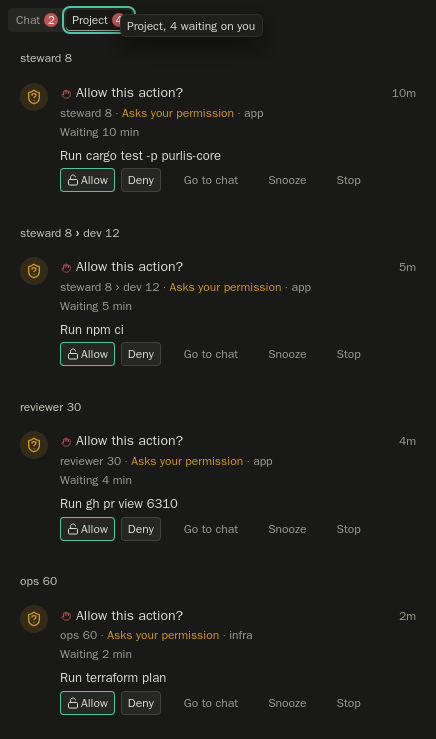 Chat 2 Project 4
Project, 4 waiting on you
steward 8
Allow this action? 10m
steward 8 · Asks your permission · app
Waiting 10 min
Run cargo test -p purlis-core
Allow Deny Go to chat Snooze Stop
steward 8 › dev 12
Allow this action? 5m
steward 8 › dev 12 · Asks your permission · app
Waiting 5 min
Run npm ci
Allow Deny Go to chat Snooze Stop
reviewer 30
Allow this action? 4m
reviewer 30 · Asks your permission · app
Waiting 4 min
Run gh pr view 6310
Allow Deny Go to chat Snooze Stop
ops 60
Allow this action? 2m
ops 60 · Asks your permission · infra
Waiting 2 min
Run terraform plan
Allow Deny Go to chat Snooze Stop